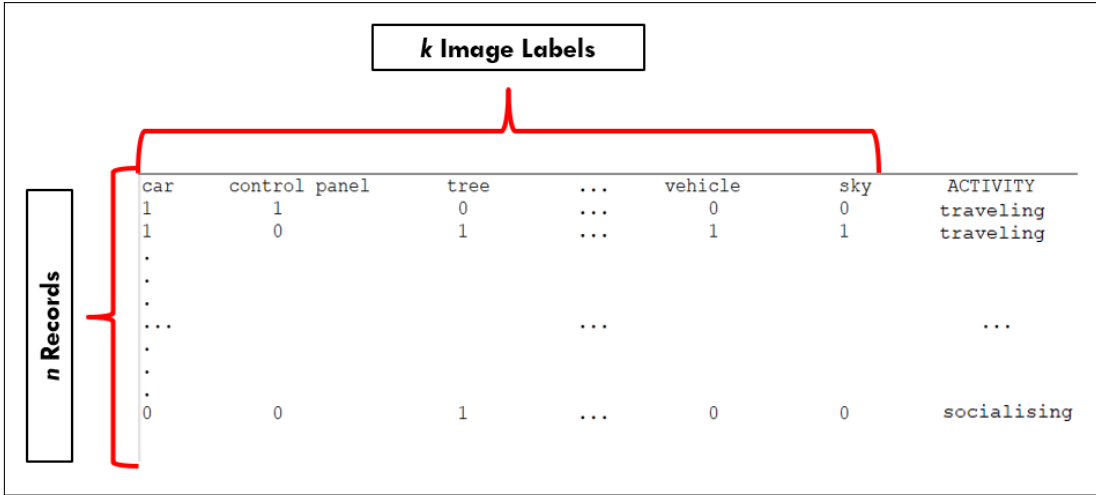 k Image Labels
n Records
car control panel tree ... vehicle sky ACTIVITY
1 1 0 ... 0 0 traveling
1 0 1 ... 1 1 traveling
.
.
.
... ... ...
.
.
.
0 0 1 ... 0 0 socialising